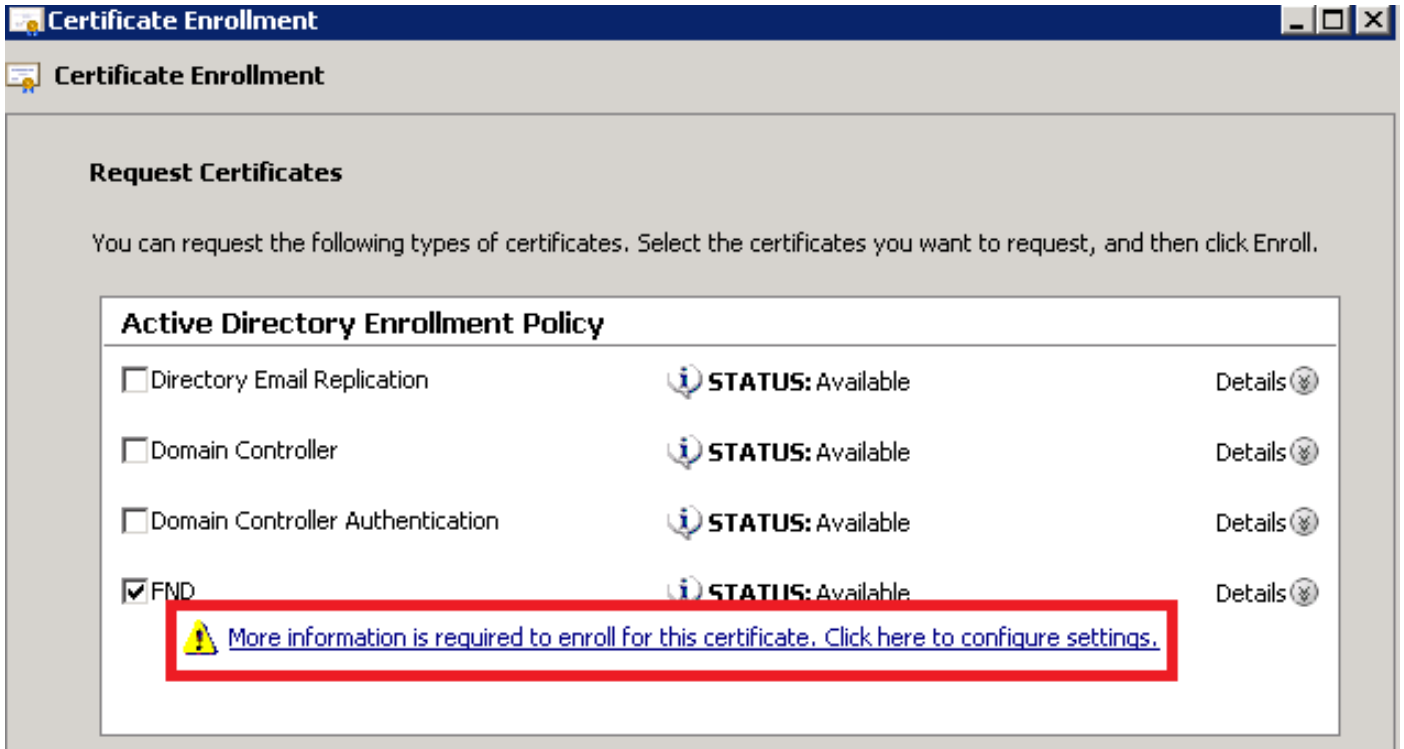 Certificate Enrollment
Certificate Enrollment
Request Certificates
You can request the following types of certificates. Select the certificates you want to request, and then click Enroll.
Active Directory Enrollment Policy
Directory Email Replication STATUS: Available Details
Domain Controller STATUS: Available Details
Domain Controller Authentication STATUS: Available Details
FND STATUS: Available Details
More information is required to enroll for this certificate. Click here to configure settings.